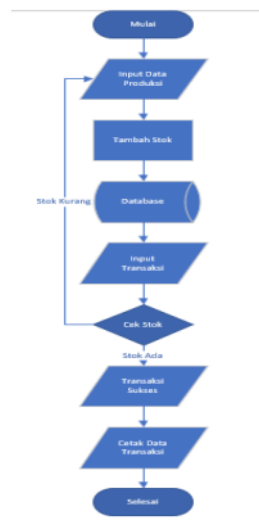 Mulai
Input Data
Produksi
Tambah Stok
Stok Kurang
Database
Input
Transaksi
Cek Stok
Stok Ada
Transaksi
Sukses
Cetak Data
Transaksi
Selesai